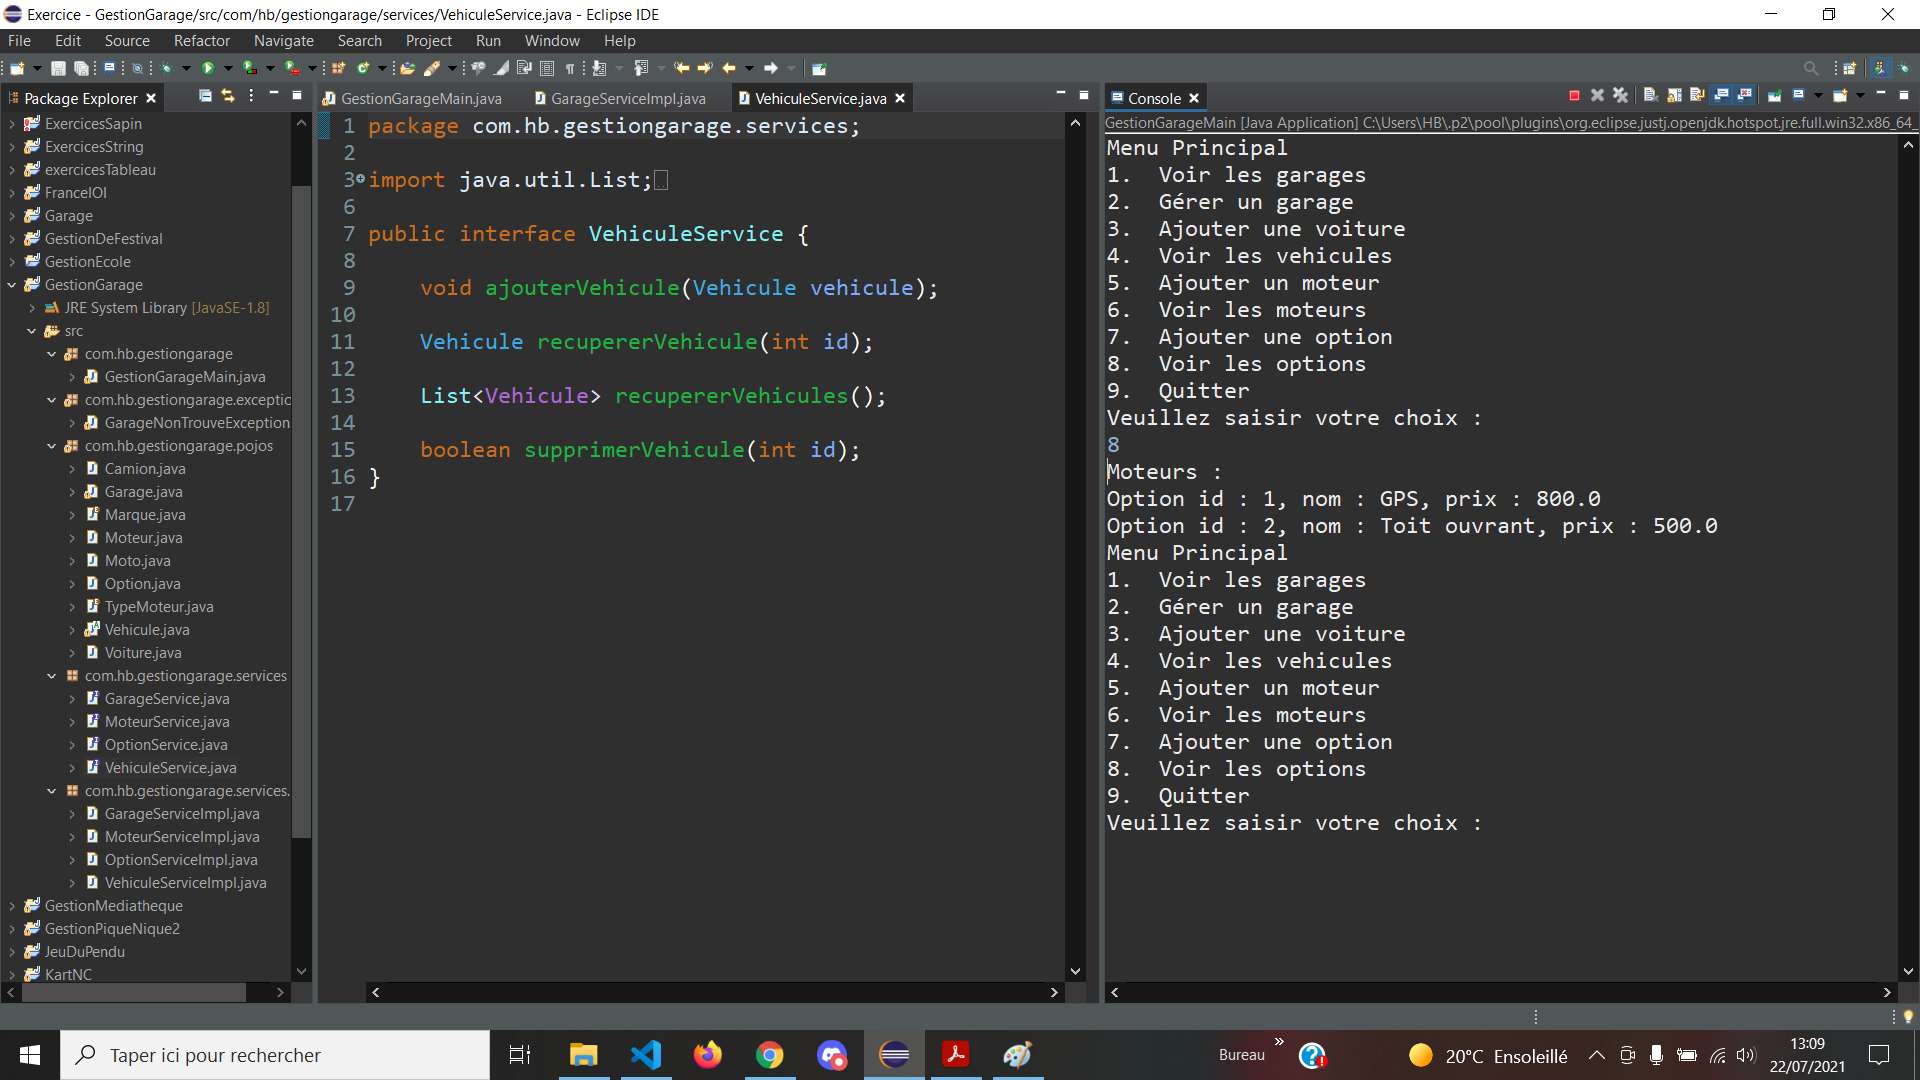 Exercice - GestionGarage/src/com/hb/gestiongarage/services/VehiculeService.java - Eclipse IDE
File Edit Source Refactor Navigate Search Project Run Window Help
Package Explorer
ExercicesSapin
ExercicesString
exercicesTableau
FranceIOI
Garage
GestionDeFestival
GestionEcole
GestionGarage
JRE System Library [JavaSE-1.8]
src
com.hb.gestiongarage
GestionGarageMain.java
com.hb.gestiongarage.exceptic
GarageNonTrouveException
com.hb.gestiongarage.pojos
Camion.java
Garage.java
Marque.java
Moteur.java
Moto.java
Option.java
TypeMoteur.java
Vehicule.java
Voiture.java
com.hb.gestiongarage.services
GarageService.java
MoteurService.java
OptionService.java
VehiculeService.java
com.hb.gestiongarage.services.
GarageServiceImpl.java
MoteurServiceImpl.java
OptionServiceImpl.java
VehiculeServiceImpl.java
GestionMediatheque
GestionPiqueNique2
JeuDuPendu
KartNC
GestionGarageMain.java GarageServiceImpl.java VehiculeService.java
1 package com.hb.gestiongarage.services;
2
3 import java.util.List;
6
7 public interface VehiculeService {
8
9 void ajouterVehicule(Vehicule vehicule);
10
11 Vehicule recupererVehicule(int id);
12
13 List<Vehicule> recupererVehicules();
14
15 boolean supprimerVehicule(int id);
16 }
17
Console
GestionGarageMain [Java Application] C:\Users\HB\.p2\pool\plugins\org.eclipse.justj.openjdk.hotspot.jre.full.win32.x86_64_
Menu Principal
1. Voir les garages
2. Gérer un garage
3. Ajouter une voiture
4. Voir les vehicules
5. Ajouter un moteur
6. Voir les moteurs
7. Ajouter une option
8. Voir les options
9. Quitter
Veuillez saisir votre choix :
8
Moteurs :
Option id : 1, nom : GPS, prix : 800.0
Option id : 2, nom : Toit ouvrant, prix : 500.0
Menu Principal
1. Voir les garages
2. Gérer un garage
3. Ajouter une voiture
4. Voir les vehicules
5. Ajouter un moteur
6. Voir les moteurs
7. Ajouter une option
8. Voir les options
9. Quitter
Veuillez saisir votre choix :
Taper ici pour rechercher
Bureau
20°C Ensoleillé
13:09
22/07/2021